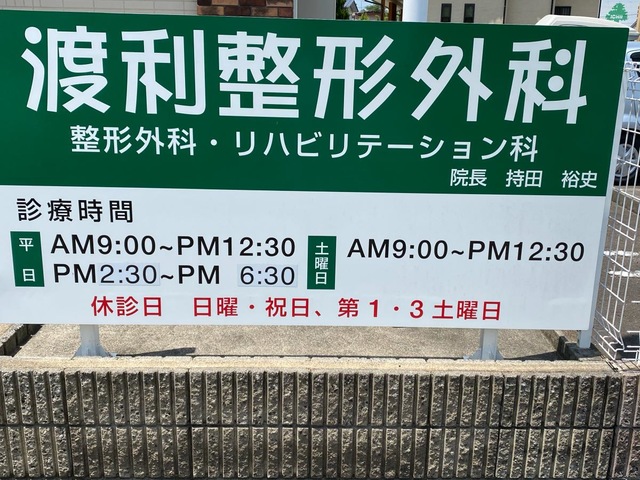 渡利整形外科
整形外科・リハビリテーション科
院長 持田 裕史
診療時間
平日 AM9:00~PM12:30
PM2:30~PM 6:30
土曜日 AM9:00~PM12:30
休診日 日曜・祝日、第1・3土曜日